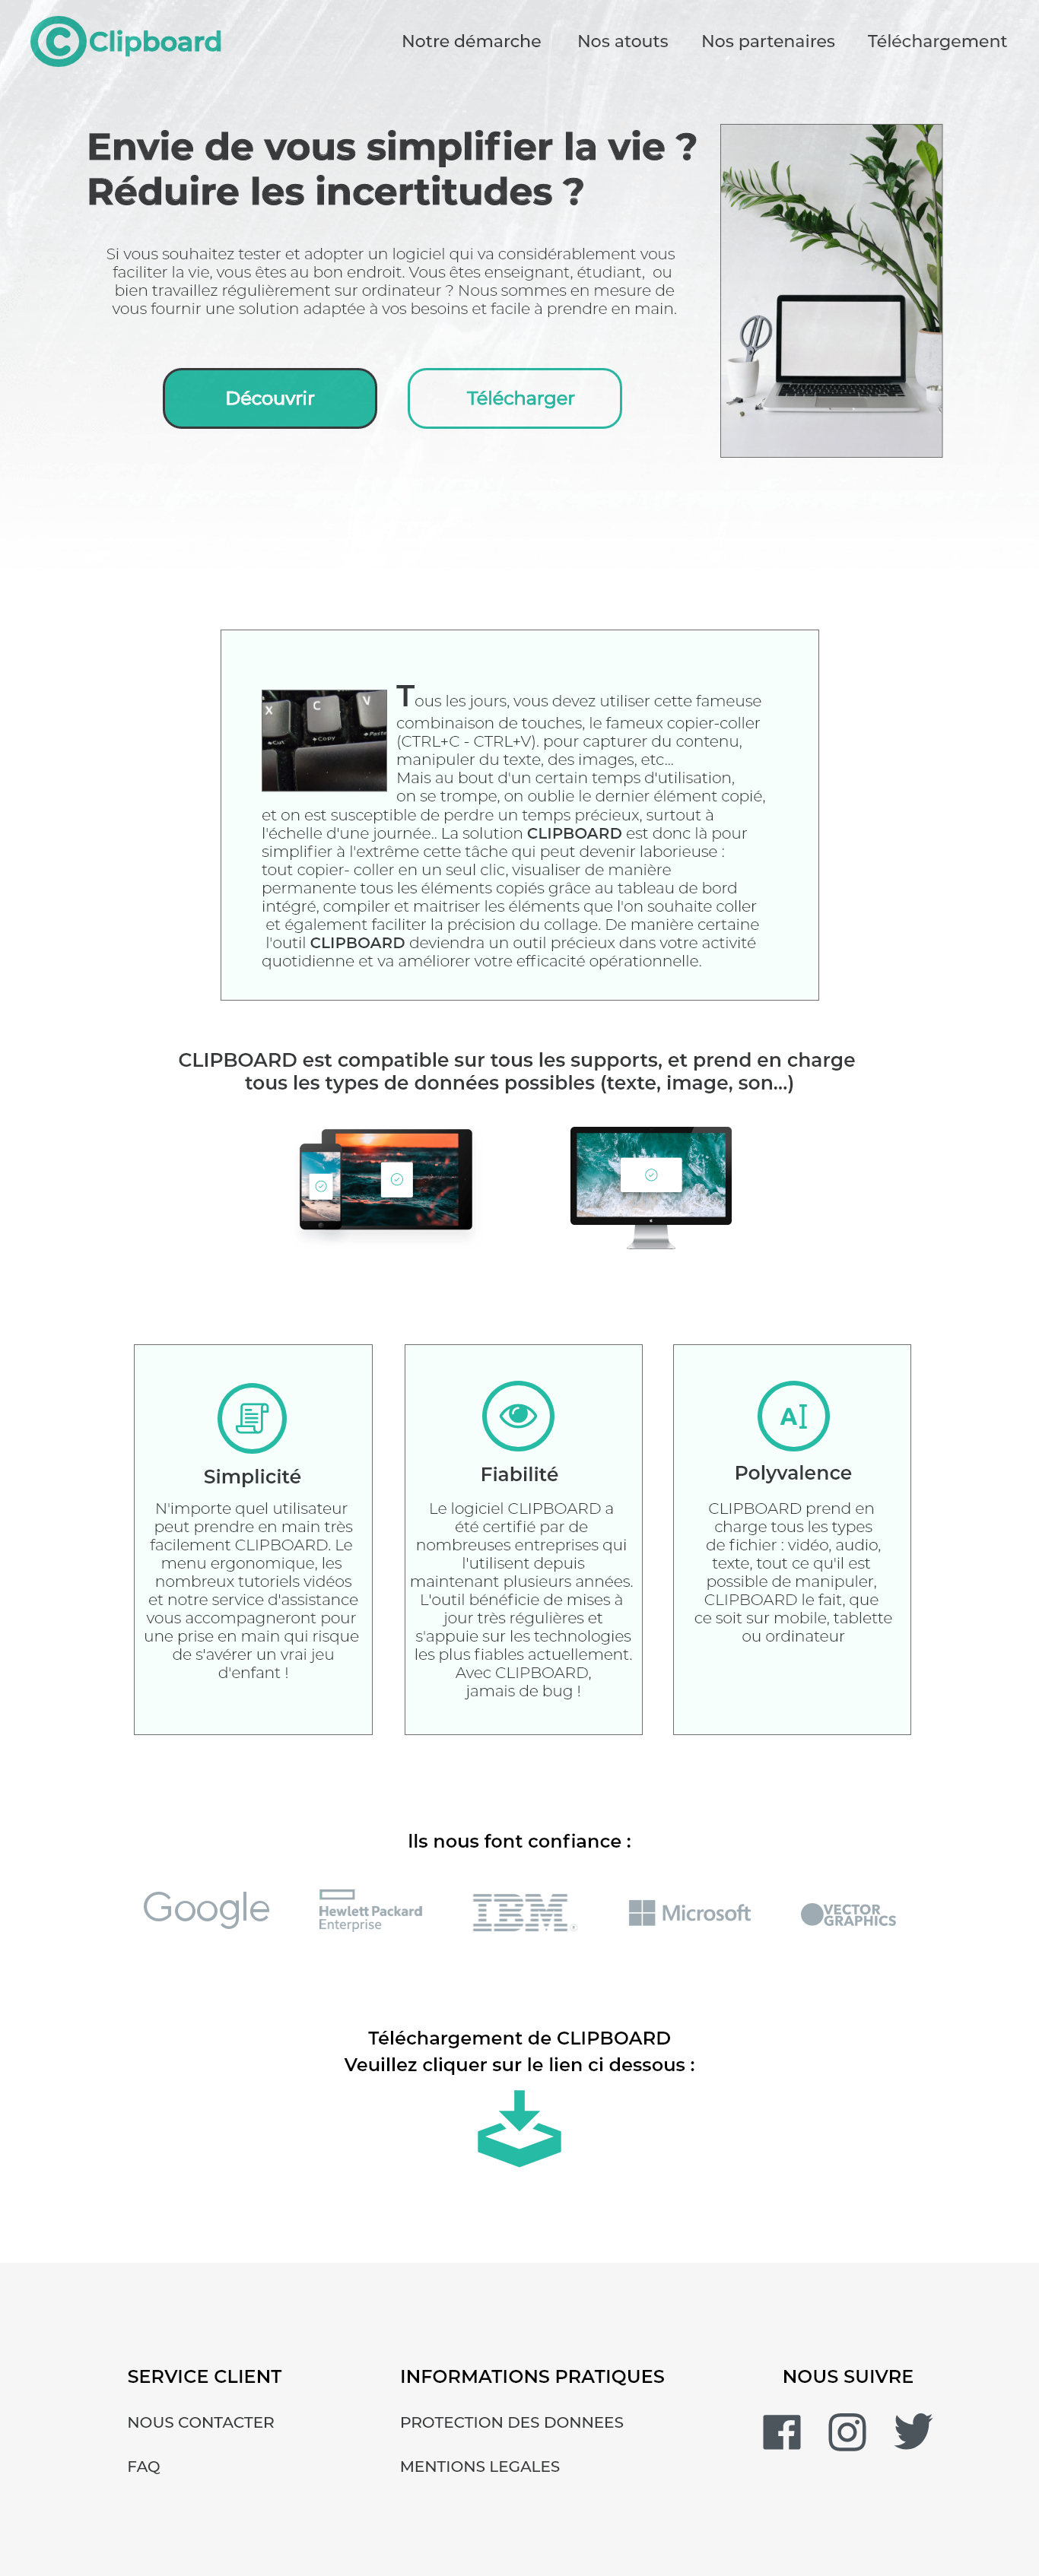 Clipboard
Notre démarche Nos atouts Nos partenaires Téléchargement
Envie de vous simplifier la vie ?
Réduire les incertitudes ?
Si vous souhaitez tester et adopter un logiciel qui va considérablement vous
faciliter la vie, vous êtes au bon endroit. Vous êtes enseignant, étudiant, ou
bien travaillez régulièrement sur ordinateur ? Nous sommes en mesure de
vous fournir une solution adaptée à vos besoins et facile à prendre en main.
Découvrir Télécharger
X C V
Cut Copy Paste
Tous les jours, vous devez utiliser cette fameuse
combinaison de touches, le fameux copier-coller
(CTRL+C - CTRL+V). pour capturer du contenu,
manipuler du texte, des images, etc...
Mais au bout d'un certain temps d'utilisation,
on se trompe, on oublie le dernier élément copié,
et on est susceptible de perdre un temps précieux, surtout à
l'échelle d'une journée.. La solution CLIPBOARD est donc là pour
simplifier à l'extrême cette tâche qui peut devenir laborieuse :
tout copier- coller en un seul clic, visualiser de manière
permanente tous les éléments copiés grâce au tableau de bord
intégré, compiler et maitriser les éléments que l'on souhaite coller
et également faciliter la précision du collage. De manière certaine
l'outil CLIPBOARD deviendra un outil précieux dans votre activité
quotidienne et va améliorer votre efficacité opérationnelle.
CLIPBOARD est compatible sur tous les supports, et prend en charge
tous les types de données possibles (texte, image, son...)
Simplicité
N'importe quel utilisateur
peut prendre en main très
facilement CLIPBOARD. Le
menu ergonomique, les
nombreux tutoriels vidéos
et notre service d'assistance
vous accompagneront pour
une prise en main qui risque
de s'avérer un vrai jeu
d'enfant !
Fiabilité
Le logiciel CLIPBOARD a
été certifié par de
nombreuses entreprises qui
l'utilisent depuis
maintenant plusieurs années.
L'outil bénéficie de mises à
jour très régulières et
s'appuie sur les technologies
les plus fiables actuellement.
Avec CLIPBOARD,
jamais de bug !
A
Polyvalence
CLIPBOARD prend en
charge tous les types
de fichier : vidéo, audio,
texte, tout ce qu'il est
possible de manipuler,
CLIPBOARD le fait, que
ce soit sur mobile, tablette
ou ordinateur
Ils nous font confiance :
Google
Hewlett Packard
Enterprise
IBM
Microsoft
VECTOR
GRAPHICS
Téléchargement de CLIPBOARD
Veuillez cliquer sur le lien ci dessous :
SERVICE CLIENT
NOUS CONTACTER
FAQ
INFORMATIONS PRATIQUES
PROTECTION DES DONNEES
MENTIONS LEGALES
NOUS SUIVRE